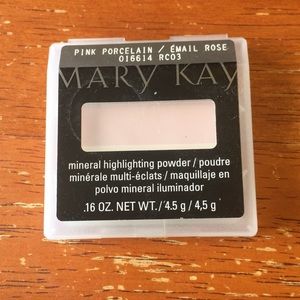 PINK PORCELAIN / ÉMAIL ROSE
016614 RC03
MARY KAY
mineral highlighting powder / poudre
minérale multi-éclats / maquillaje en
polvo mineral iluminador
.16 OZ. NET WT. / 4.5 g / 4,5 g